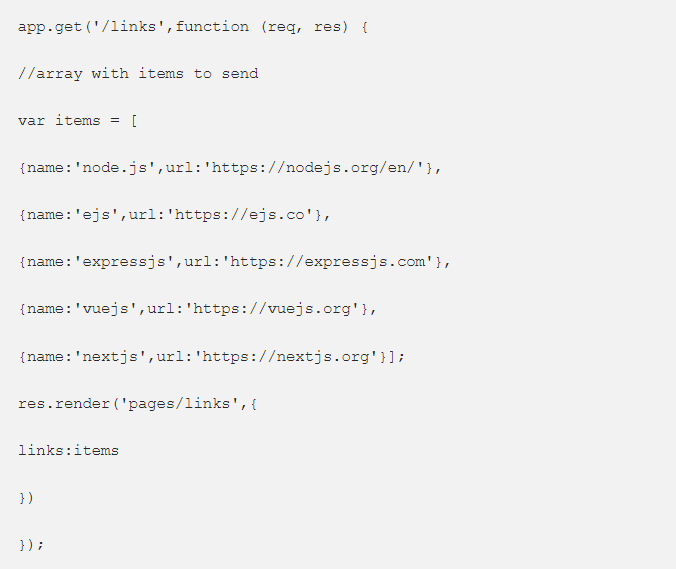 app.get('/links',function (req, res) {
//array with items to send
var items = [
{name:'node.js',url:'https://nodejs.org/en/'},
{name:'ejs',url:'https://ejs.co'},
{name:'expressjs',url:'https://expressjs.com'},
{name:'vuejs',url:'https://vuejs.org'},
{name:'nextjs',url:'https://nextjs.org'}];
res.render('pages/links',{
links:items
})
});